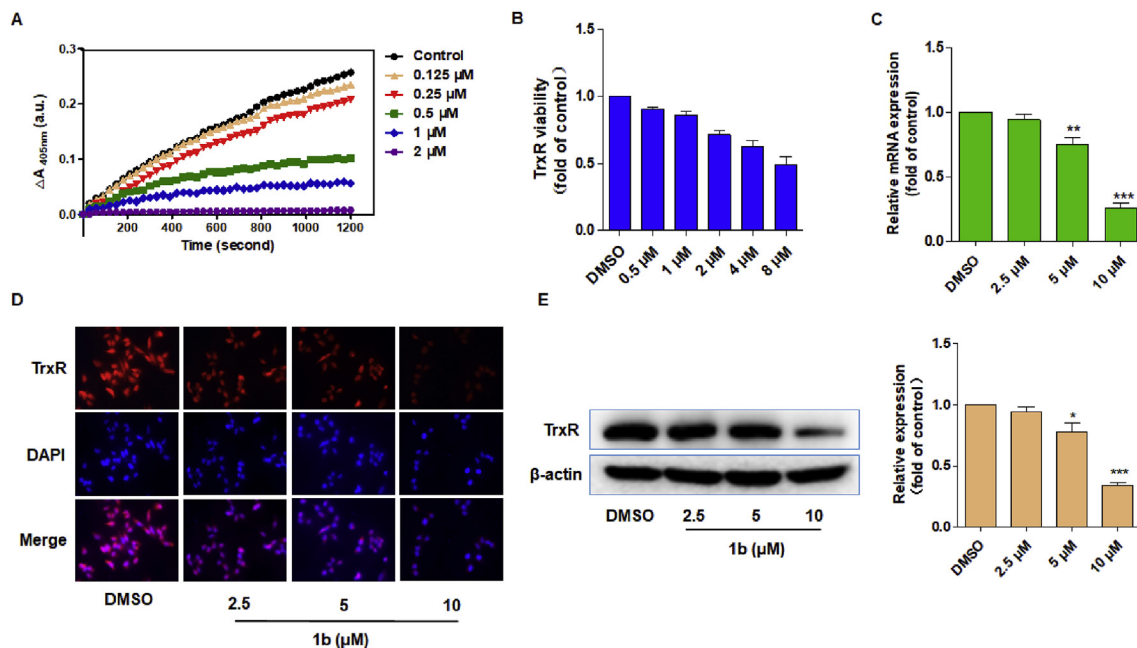 A
△A 405nm (a.u.)
0.3
0.2
0.1
0.0
200 400 600 800 1000 1200
Time (second)
Control
0.125 μM
0.25 μM
0.5 μM
1 μM
2 μM
B
TrxR viability
(fold of control)
1.5
1.0
0.5
0.0
DMSO
0.5 μM
1 μM
2 μM
4 μM
8 μM
C
Relative mRNA expression
(fold of control)
1.5
1.0
0.5
0.0
**
***
DMSO
2.5 μM
5 μM
10 μM
D
TrxR
DAPI
Merge
DMSO 2.5 5 10
1b (μM)
E
TrxR
β-actin
DMSO 2.5 5 10
1b (μM)
Relative expression
(fold of control)
1.5
1.0
0.5
0.0
*
***
DMSO
2.5 μM
5 μM
10 μM